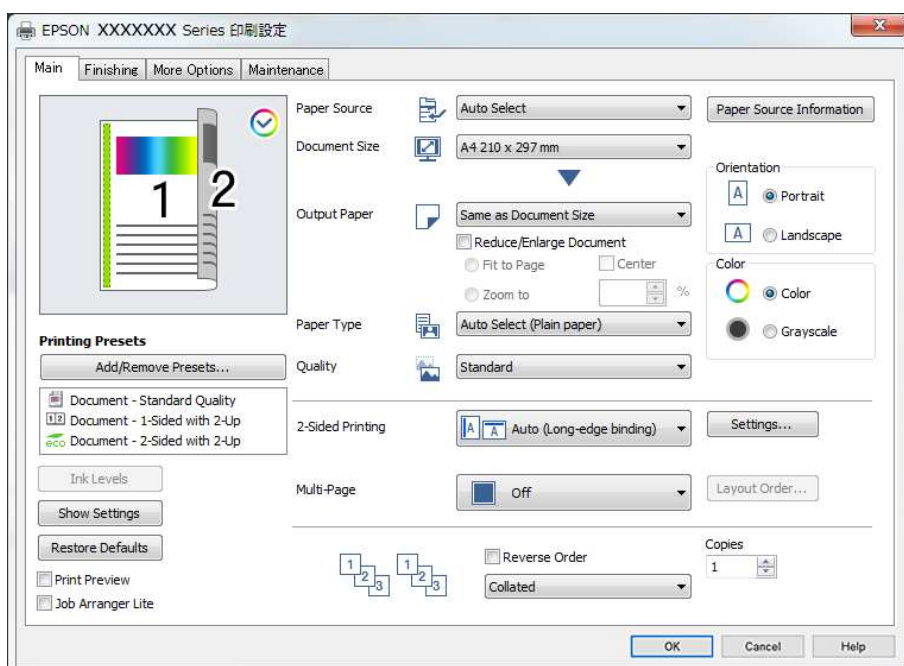 EPSON XXXXXXX Series 印刷設定
Main
Finishing
More Options
Maintenance
1
2
Paper Source
Auto Select
Paper Source Information
Document Size
A4 210 x 297 mm
Orientation
A
Portrait
A
Landscape
Output Paper
Same as Document Size
Reduce/Enlarge Document
Fit to Page
Center
Zoom to
%
Color
Color
Grayscale
Paper Type
Auto Select (Plain paper)
Quality
Standard
Printing Presets
Add/Remove Presets...
Document - Standard Quality
1 2 Document - 1-Sided with 2-Up
eco Document - 2-Sided with 2-Up
2-Sided Printing
A A Auto (Long-edge binding)
Settings...
Ink Levels
Multi-Page
Off
Layout Order...
Show Settings
Restore Defaults
Print Preview
Job Arranger Lite
1 2 3 1 2 3
Reverse Order
Collated
Copies
1
OK
Cancel
Help